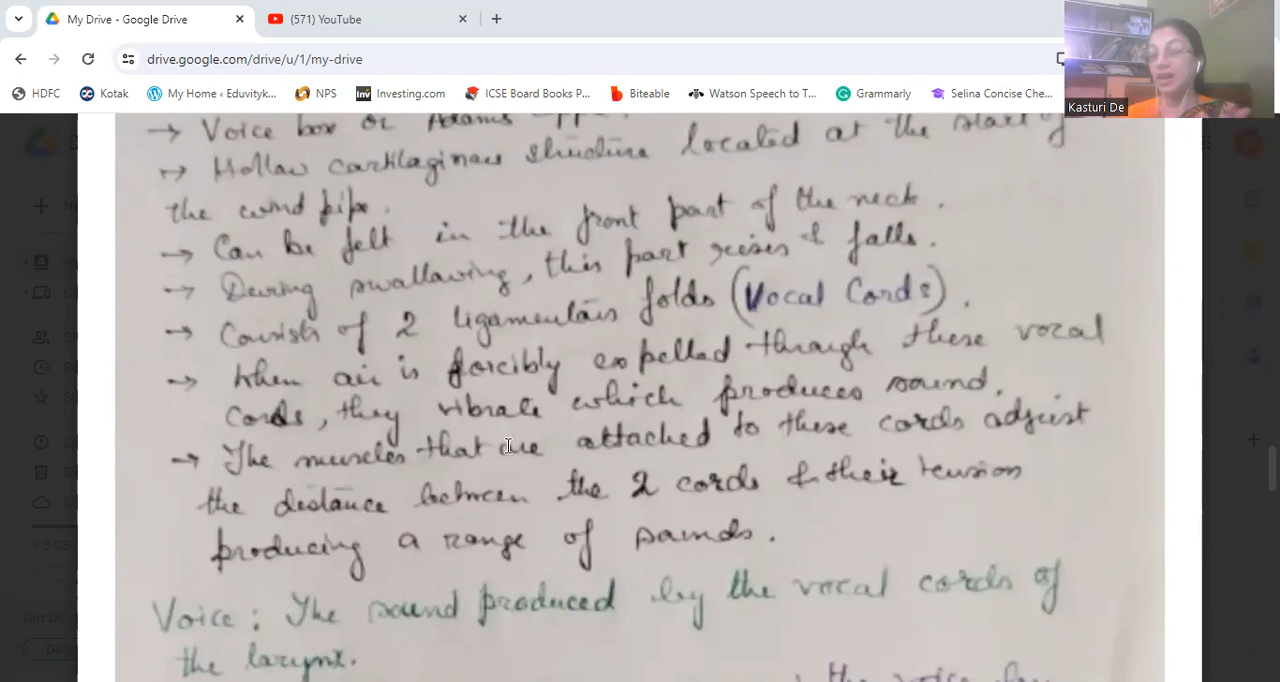 My Drive - Google Drive
(571) YouTube
drive.google.com/drive/u/1/my-drive
HDFC
Kotak
My Home ‹ Eduvityk...
NPS
Investing.com
ICSE Board Books P...
Biteable
Watson Speech to T...
Grammarly
Selina Concise Che...
Kasturi De
→ Voice box or Adams
→ Hollow cartilaginous structure located at the start of
the wind pipe.
→ Can be felt in the front part of the neck.
→ During swallowing, this part rises & falls.
→ Consists of 2 ligamentous folds (Vocal Cords).
→ When air is forcibly expelled through these vocal
cords, they vibrate which produces sound.
→ The muscles that are attached to these cords adjust
the distance between the 2 cords & their tension
producing a range of sounds.
Voice: The sound produced by the vocal cords of
the larynx.
the voice